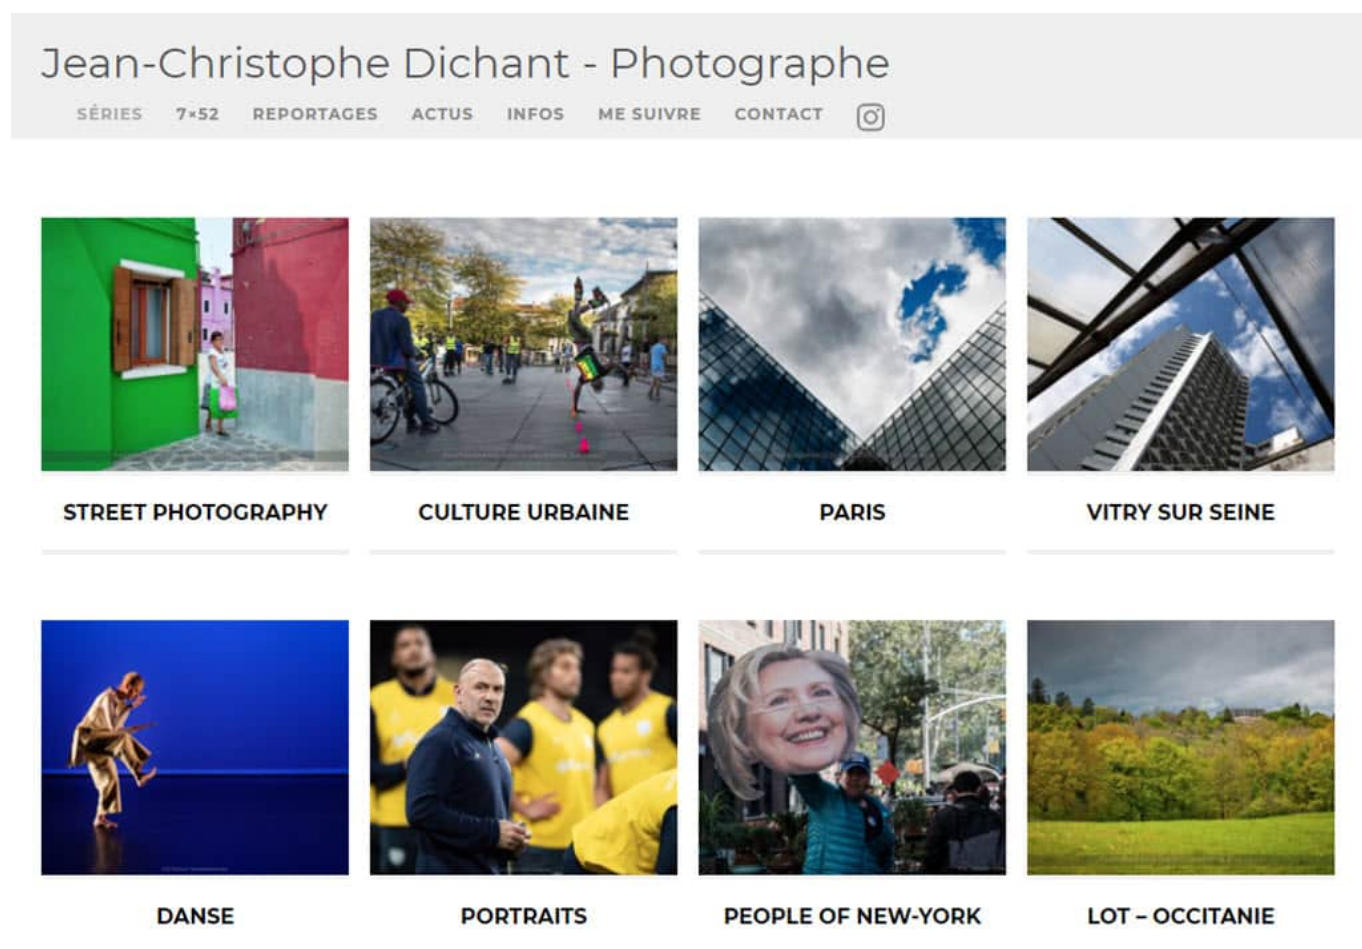 Jean-Christophe Dichant - Photographe
SÉRIES 7×52 REPORTAGES ACTUS INFOS ME SUIVRE CONTACT
STREET PHOTOGRAPHY CULTURE URBAINE PARIS VITRY SUR SEINE
DANSE PORTRAITS PEOPLE OF NEW-YORK LOT – OCCITANIE